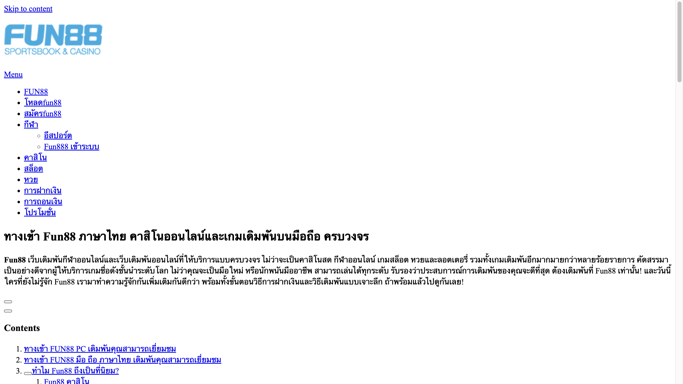 Skip to content
FUN88
SPORTSBOOK & CASINO
Menu
FUN88
โหลดfun88
สมัครfun88
กีฬา
อีสปอร์ต
Fun888 เข้าระบบ
คาสิโน
สล็อต
หวย
การฝากเงิน
การถอนเงิน
โปรโมชั่น
ทางเข้า Fun88 ภาษาไทย คาสิโนออนไลน์และเกมเดิมพันบนมือถือ ครบวงจร
Fun88 เว็บเดิมพันกีฬาออนไลน์และเว็บเดิมพันออนไลน์ที่ให้บริการแบบครบวงจร ไม่ว่าจะเป็นคาสิโนสด กีฬาออนไลน์ เกมสล็อต หวยและลอตเตอรี่ รวมทั้งเกมเดิมพันอีกมากมายกว่าหลายร้อยรายการ คัดสรรมา
เป็นอย่างดีจากผู้ให้บริการเกมชื่อดังชั้นนำระดับโลก ไม่ว่าคุณจะเป็นมือใหม่ หรือนักพนันมืออาชีพ สามารถเล่นได้ทุกระดับ รับรองว่าประสบการณ์การเดิมพันของคุณจะดีที่สุด ต้องเดิมพันที่ Fun88 เท่านั้น! และวันนี้
ใครที่ยังไม่รู้จัก Fun88 เรามาทำความรู้จักกันเพิ่มเติมกันดีกว่า พร้อมทั้งขั้นตอนวิธีการฝากเงินและวิธีเดิมพันแบบเจาะลึก ถ้าพร้อมแล้วไปดูกันเลย!
Contents
1. ทางเข้า FUN88 PC เดิมพันคุณสามารถเยี่ยมชม
2. ทางเข้า FUN88 มือ ถือ ภาษาไทย เดิมพันคุณสามารถเยี่ยมชม
3. ทำไม Fun88 ถึงเป็นที่นิยม?
1. Fun88 คาสิโน